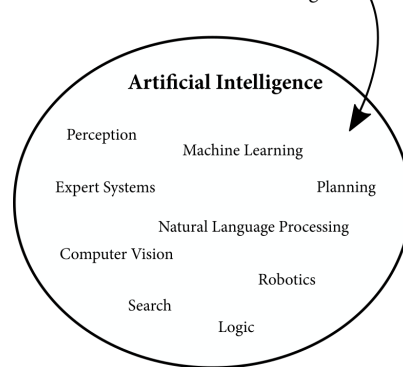 Artificial Intelligence
Perception
Machine Learning
Expert Systems
Planning
Natural Language Processing
Computer Vision
Robotics
Search
Logic